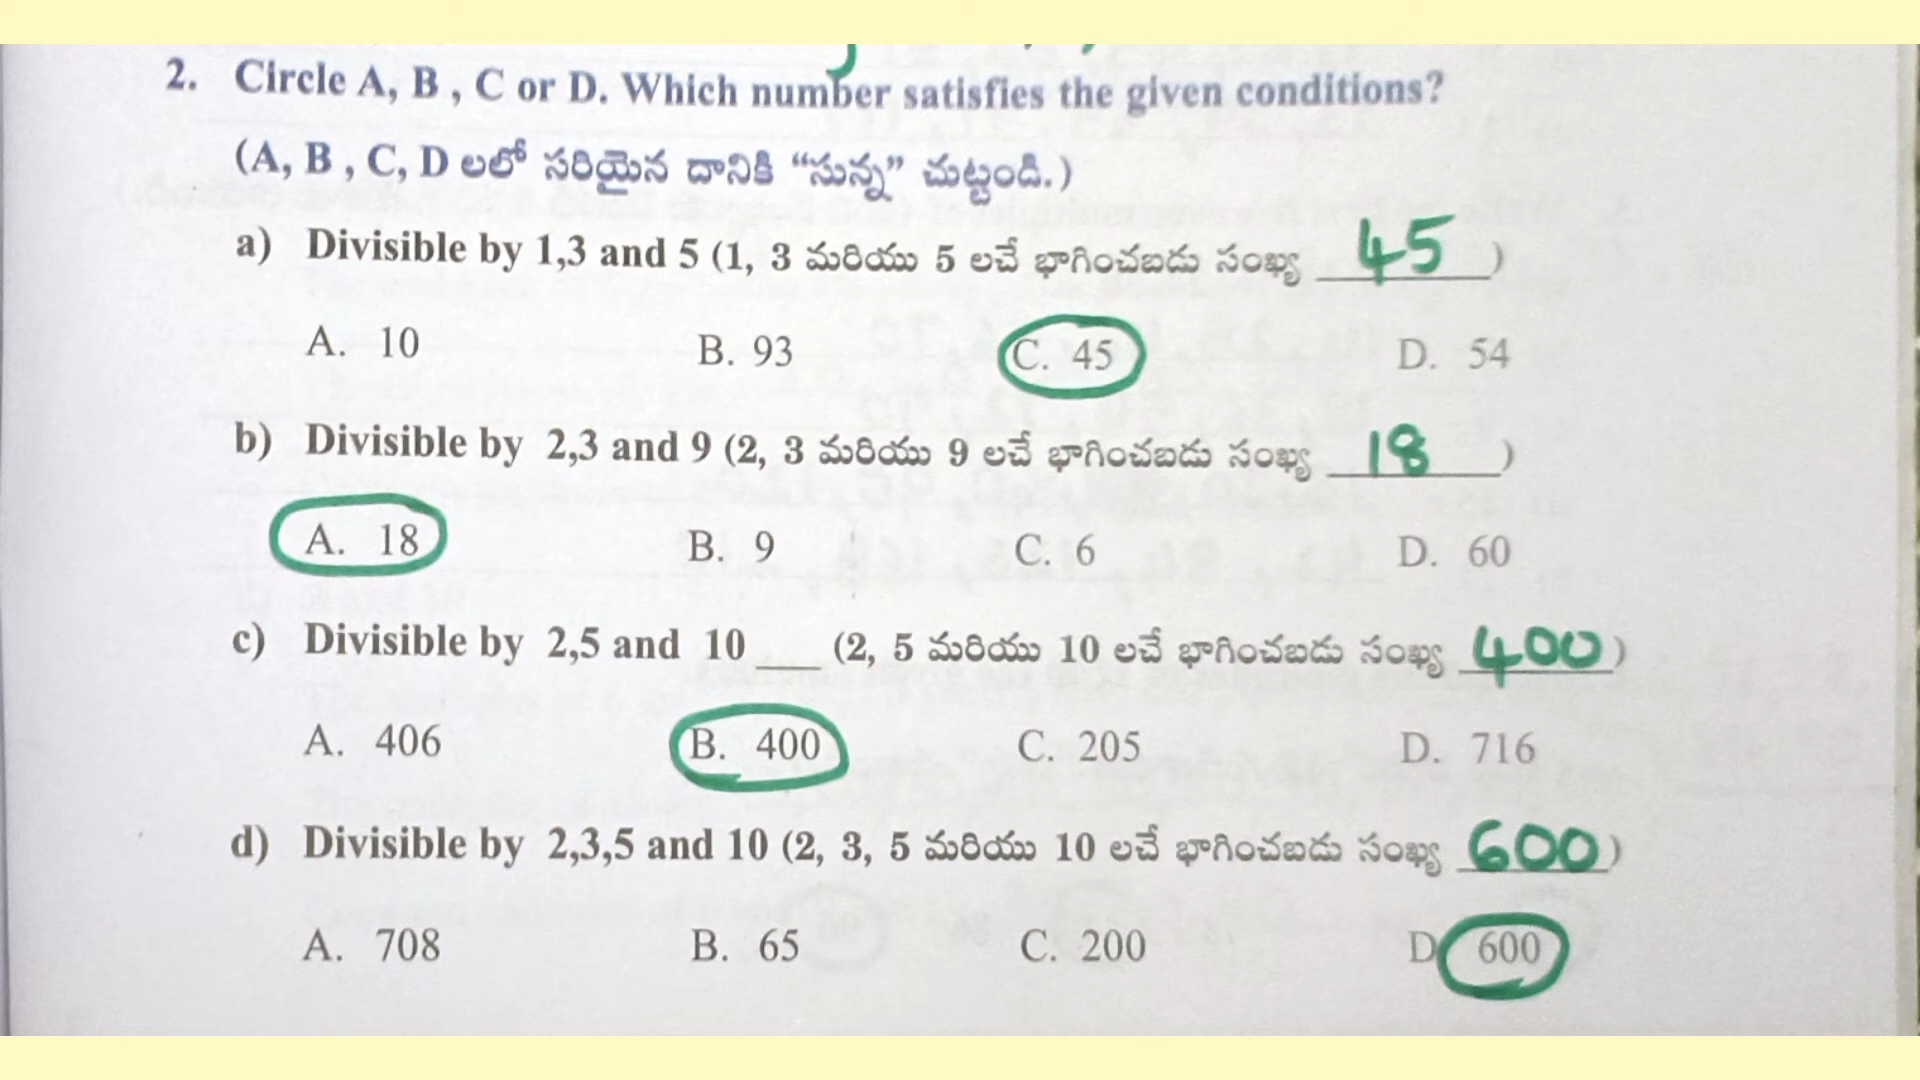 2. Circle A, B , C or D. Which number satisfies the given conditions?
(A, B , C, D లలో సరియైన దానికి “సున్న” చుట్టండి.)
a) Divisible by 1,3 and 5 (1, 3 మరియు 5 లచే భాగించబడు సంఖ్య 45 )
A. 10 B. 93 C. 45 D. 54
b) Divisible by 2,3 and 9 (2, 3 మరియు 9 లచే భాగించబడు సంఖ్య 18 )
A. 18 B. 9 C. 6 D. 60
c) Divisible by 2,5 and 10 ___ (2, 5 మరియు 10 లచే భాగించబడు సంఖ్య 400 )
A. 406 B. 400 C. 205 D. 716
d) Divisible by 2,3,5 and 10 (2, 3, 5 మరియు 10 లచే భాగించబడు సంఖ్య 600 )
A. 708 B. 65 C. 200 D 600